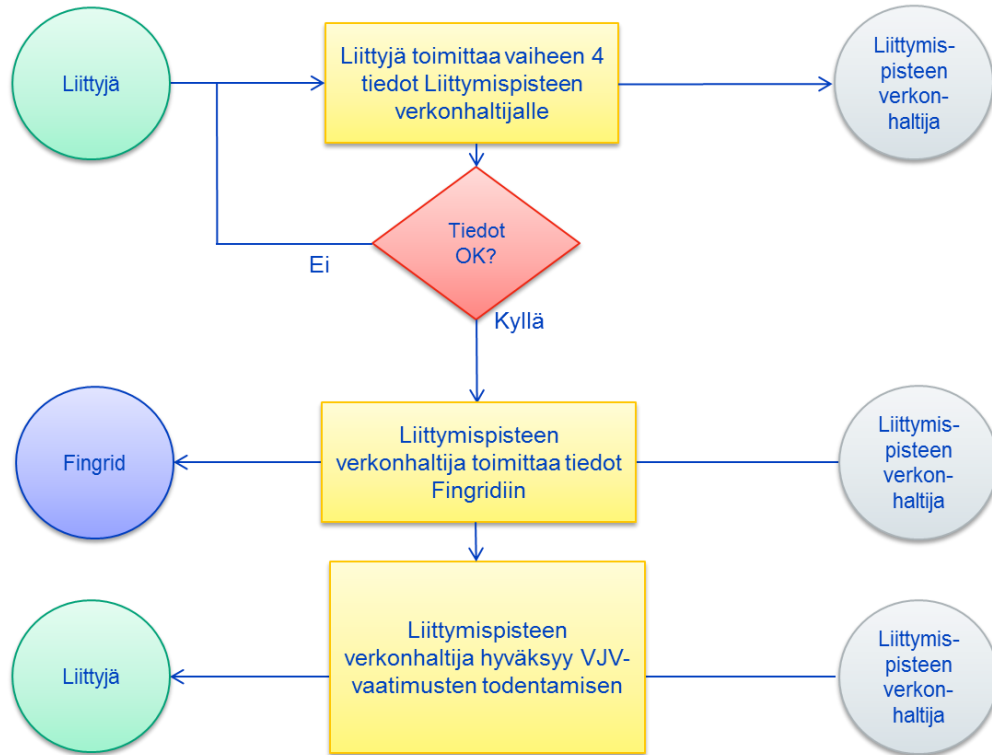 Liittyjä
Liittyjä toimittaa vaiheen 4
tiedot Liittymispisteen
verkonhaltijalle
Liittymis-
pisteen
verkon-
haltija
Tiedot
OK?
Ei
Kyllä
Fingrid
Liittymispisteen
verkonhaltija toimittaa tiedot
Fingridiin
Liittymis-
pisteen
verkon-
haltija
Liittyjä
Liittymispisteen
verkonhaltija hyväksyy VJV-
vaatimusten todentamisen
Liittymis-
pisteen
verkon-
haltija